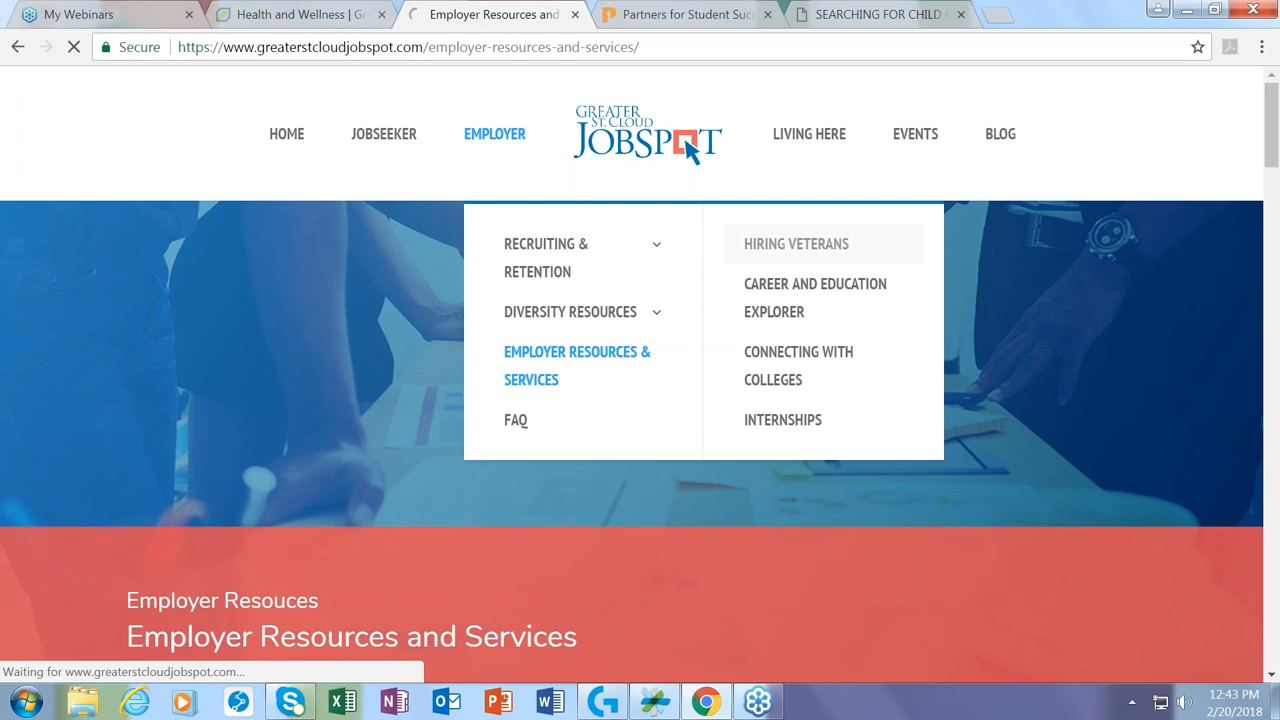 My Webinars
Health and Wellness | Gr
Employer Resources and
Partners for Student Suc
SEARCHING FOR CHILD C
Secure
https://www.greaterstcloudjobspot.com/employer-resources-and-services/
HOME
JOBSEEKER
EMPLOYER
GREATER
ST. CLOUD
JOBSPOT
LIVING HERE
EVENTS
BLOG
RECRUITING &
RETENTION
DIVERSITY RESOURCES
EMPLOYER RESOURCES &
SERVICES
FAQ
HIRING VETERANS
CAREER AND EDUCATION
EXPLORER
CONNECTING WITH
COLLEGES
INTERNSHIPS
Employer Resouces
Employer Resources and Services
Waiting for www.greaterstcloudjobspot.com...
12:43 PM
2/20/2018